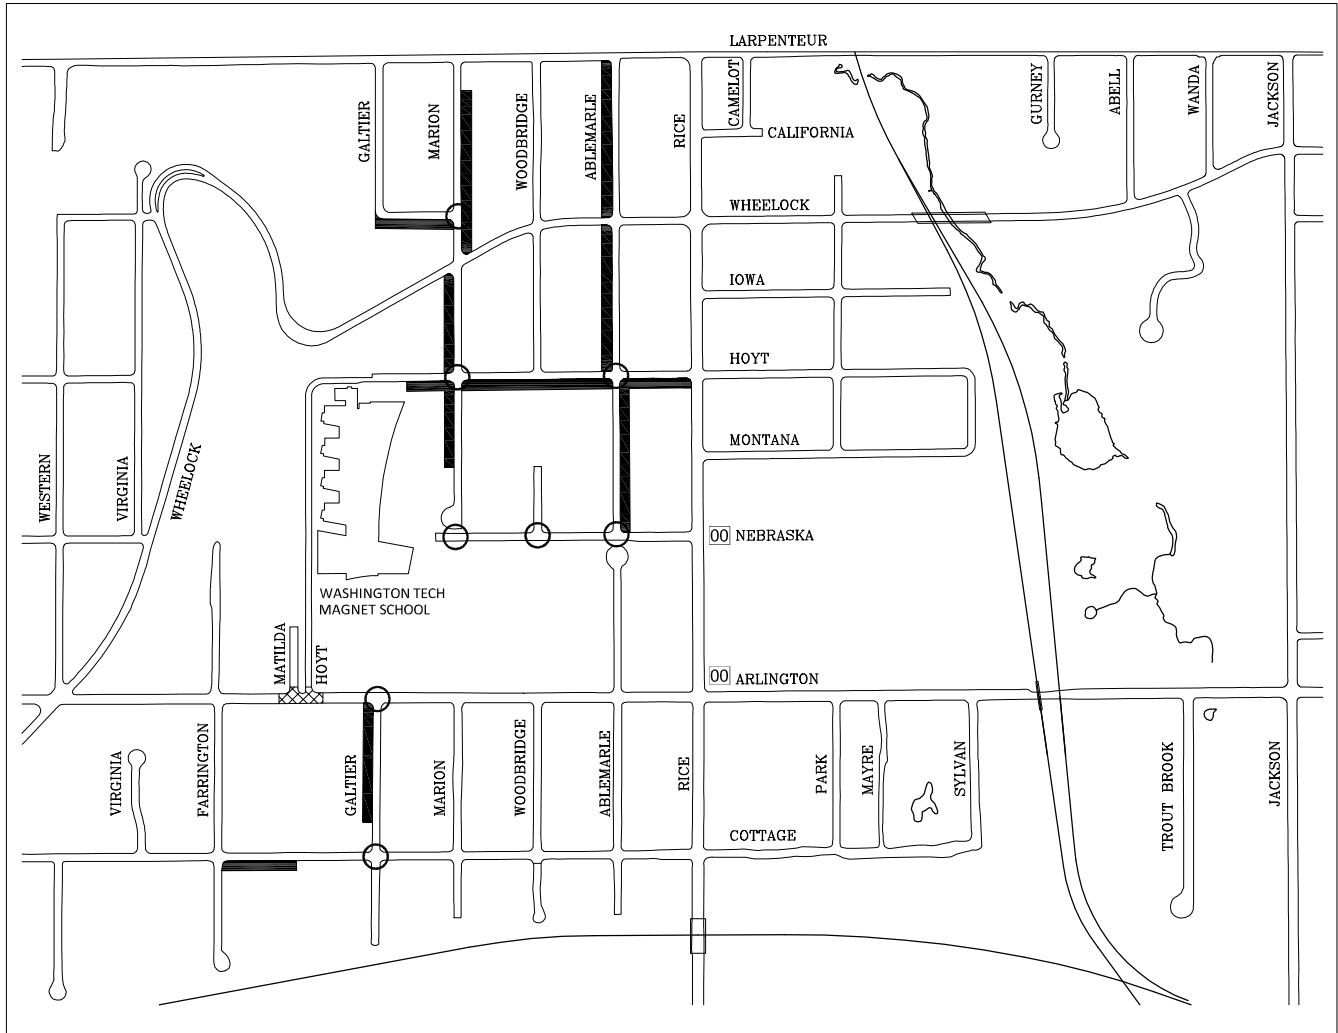 LARPENTEUR
GALTIER
MARION
WOODBRIDGE
ABLEMARLE
RICE
CAMELOT
CALIFORNIA
GURNEY
ABELL
WANDA
JACKSON
WHEELOCK
IOWA
HOYT
MONTANA
WESTERN
VIRGINIA
WHEELOCK
00 NEBRASKA
WASHINGTON TECH
MAGNET SCHOOL
MATILDA
HOYT
00 ARLINGTON
VIRGINIA
FARRINGTON
GALTIER
MARION
WOODBRIDGE
ABLEMARLE
RICE
PARK
MAYRE
SYLVAN
TROUT BROOK
JACKSON
COTTAGE